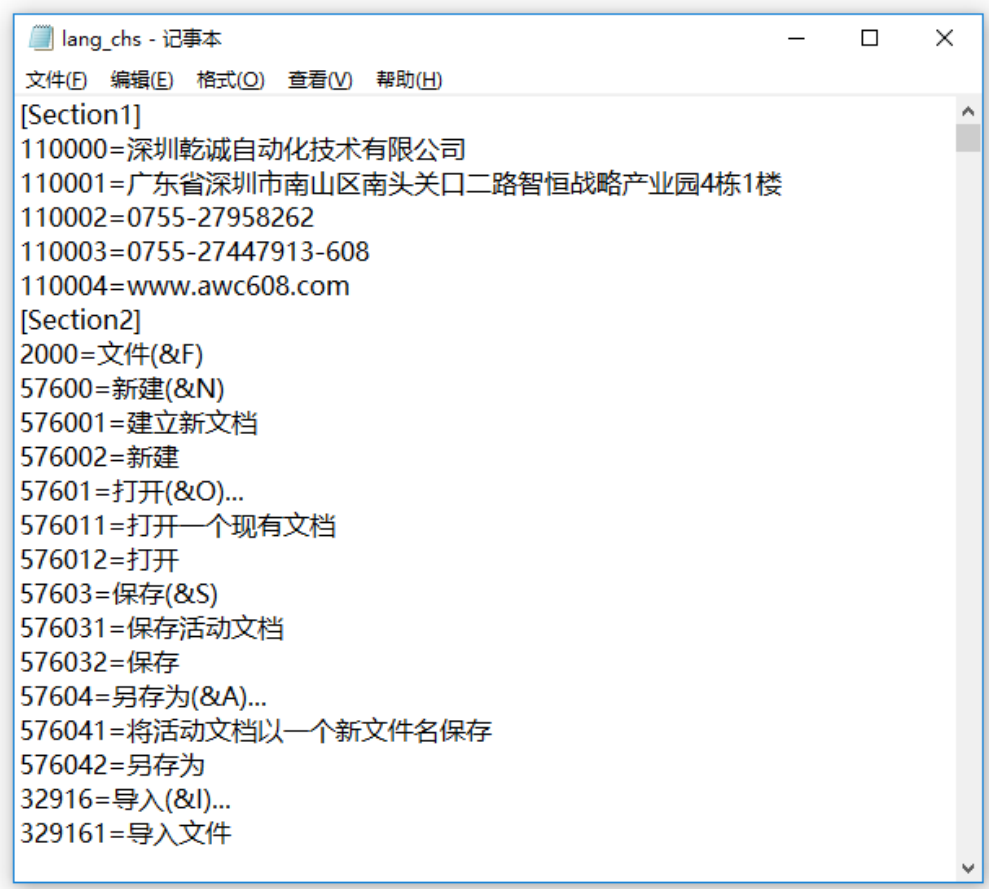 lang_chs - 记事本
文件(F) 编辑(E) 格式(O) 查看(V) 帮助(H)
[Section1]
110000=深圳乾诚自动化技术有限公司
110001=广东省深圳市南山区南头关口二路智恒战略产业园4栋1楼
110002=0755-27958262
110003=0755-27447913-608
110004=www.awc608.com
[Section2]
2000=文件(&F)
57600=新建(&N)
576001=建立新文档
576002=新建
57601=打开(&O)...
576011=打开一个现有文档
576012=打开
57603=保存(&S)
576031=保存活动文档
576032=保存
57604=另存为(&A)...
576041=将活动文档以一个新文件名保存
576042=另存为
32916=导入(&I)...
329161=导入文件